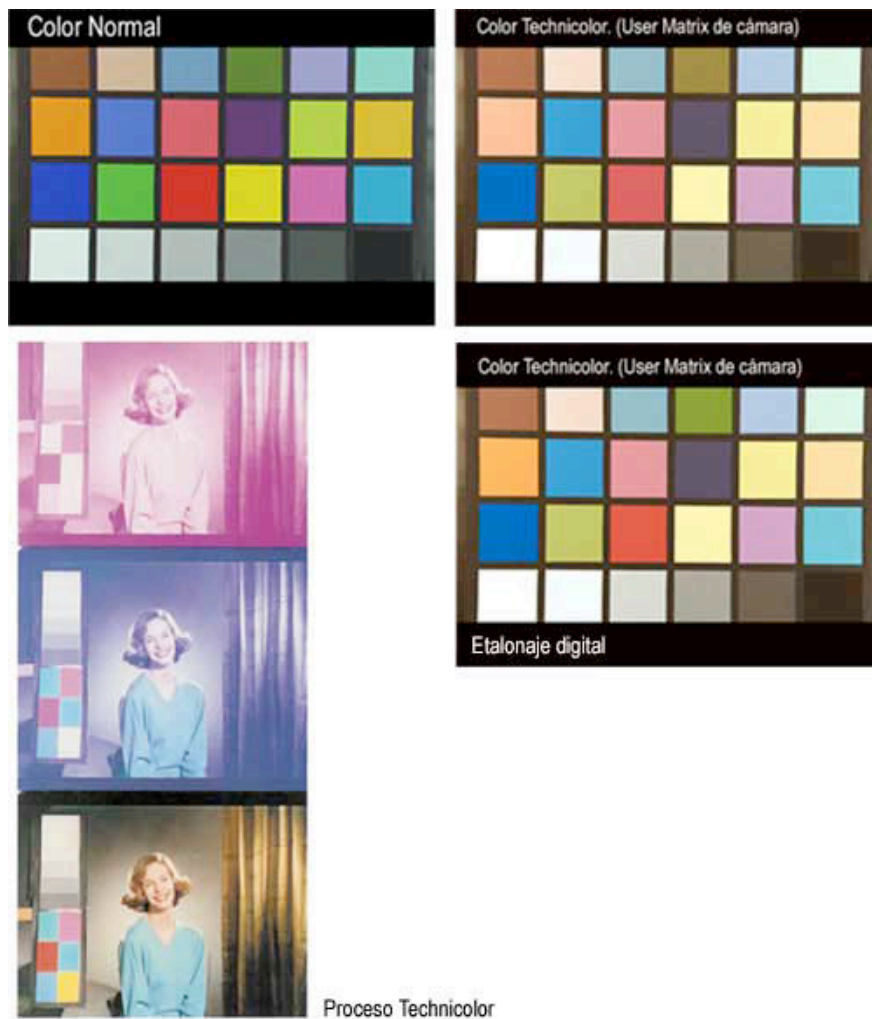 Color Normal
Color Technicolor. (User Matrix de cámara)
Color Technicolor. (User Matrix de cámara)
Etalonaje digital
Proceso Technicolor